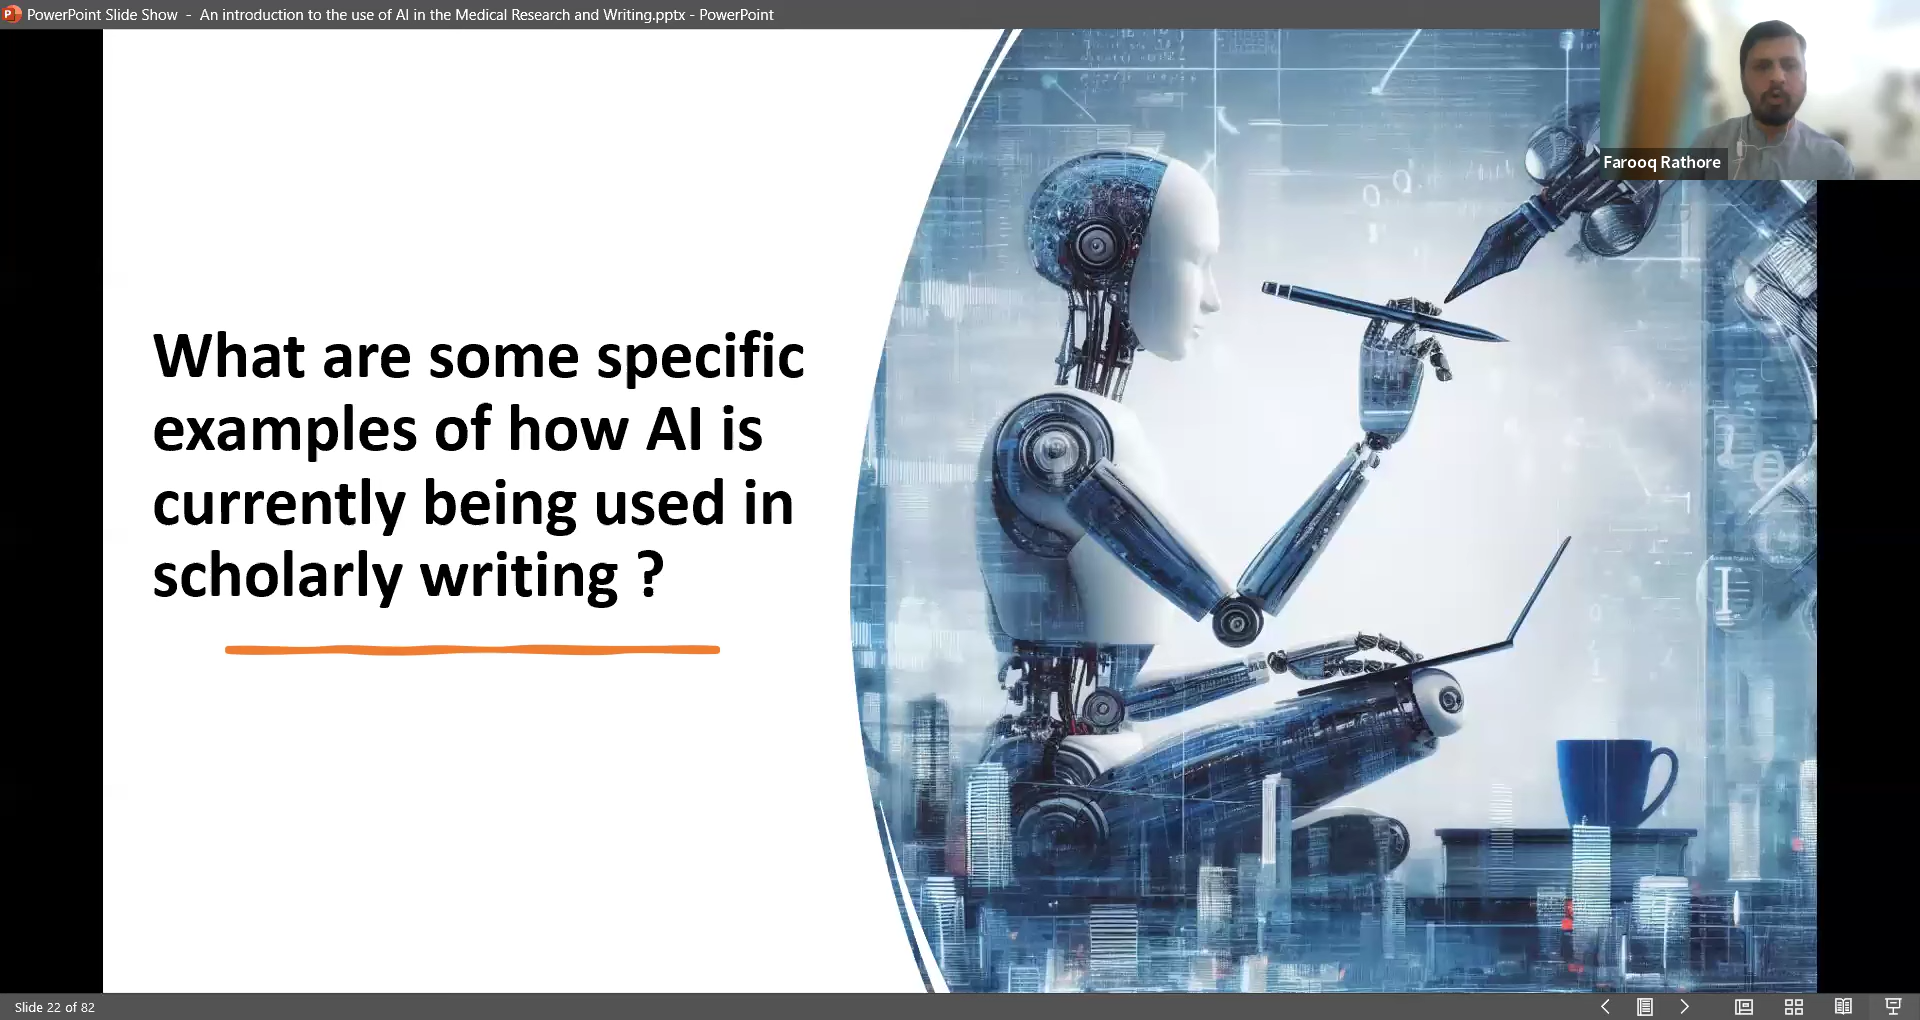 PowerPoint Slide Show - An introduction to the use of AI in the Medical Research and Writing.pptx - PowerPoint
Farooq Rathore
What are some specific
examples of how AI is
currently being used in
scholarly writing ?
Slide 22 of 82